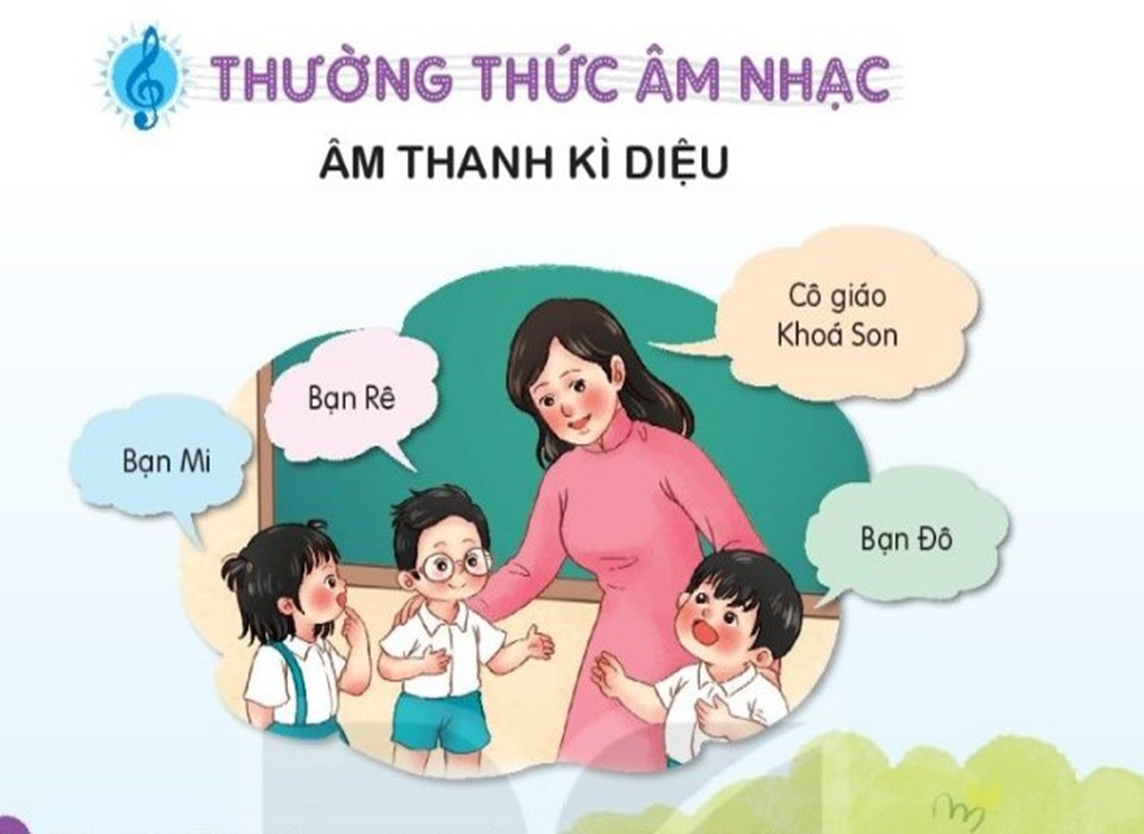 THƯỜNG THỨC ÂM NHẠC
ÂM THANH KÌ DIỆU
Cô giáo
Khoá Son
Bạn Rê
Bạn Mi
Bạn Đô